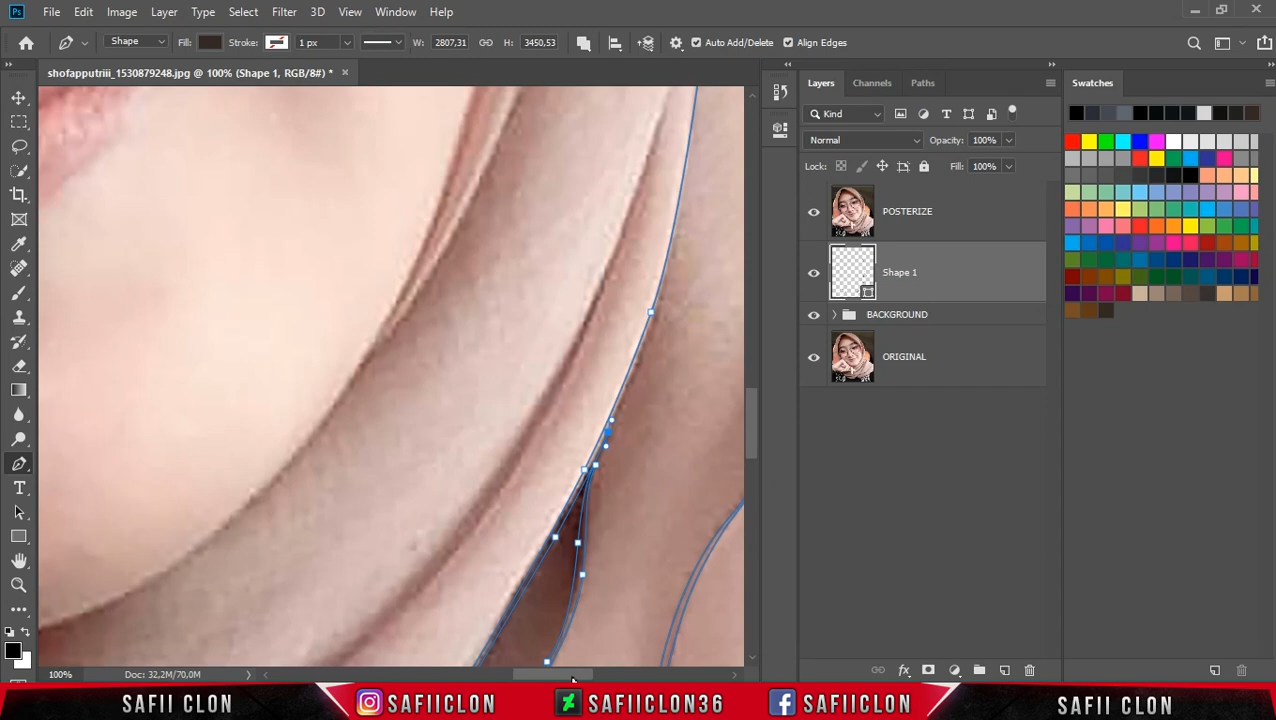 Ps File Edit Image Layer Type Select Filter 3D View Window Help
Shape Fill: Stroke: 1 px W: 2807,31 H: 3450,53 Auto Add/Delete Align Edges
shofapputriii_1530879248.jpg @ 100% (Shape 1, RGB/8#) *
Layers Channels Paths
Swatches
Kind
Normal Opacity: 100%
Lock: Fill: 100%
POSTERIZE
Shape 1
BACKGROUND
ORIGINAL
100% Doc: 32,2M/70,0M
SAFII CLON SAFIICLON SAFIICLON36 SAFIICLON SAFII CLON